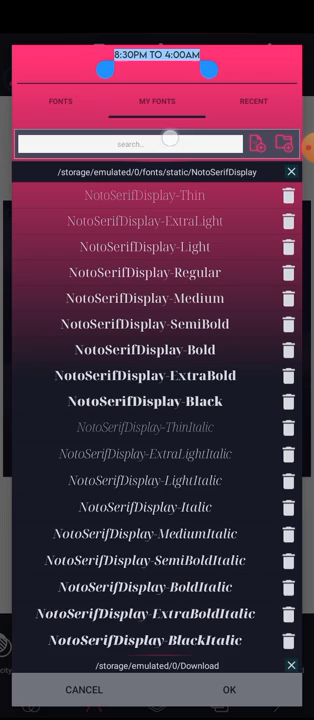 8:30PM TO 4:00AM
FONTS
MY FONTS
RECENT
search...
/storage/emulated/0/fonts/static/NotoSerifDisplay
NotoSerifDisplay-Thin
NotoSerifDisplay-ExtraLight
NotoSerifDisplay-Light
NotoSerifDisplay-Regular
NotoSerifDisplay-Medium
NotoSerifDisplay-SemiBold
NotoSerifDisplay-Bold
NotoSerifDisplay-ExtraBold
NotoSerifDisplay-Black
NotoSerifDisplay-ThinItalic
NotoSerifDisplay-ExtraLightItalic
NotoSerifDisplay-LightItalic
NotoSerifDisplay-Italic
NotoSerifDisplay-MediumItalic
NotoSerifDisplay-SemiBoldItalic
NotoSerifDisplay-BoldItalic
NotoSerifDisplay-ExtraBoldItalic
NotoSerifDisplay-BlackItalic
/storage/emulated/0/Download
CANCEL
OK